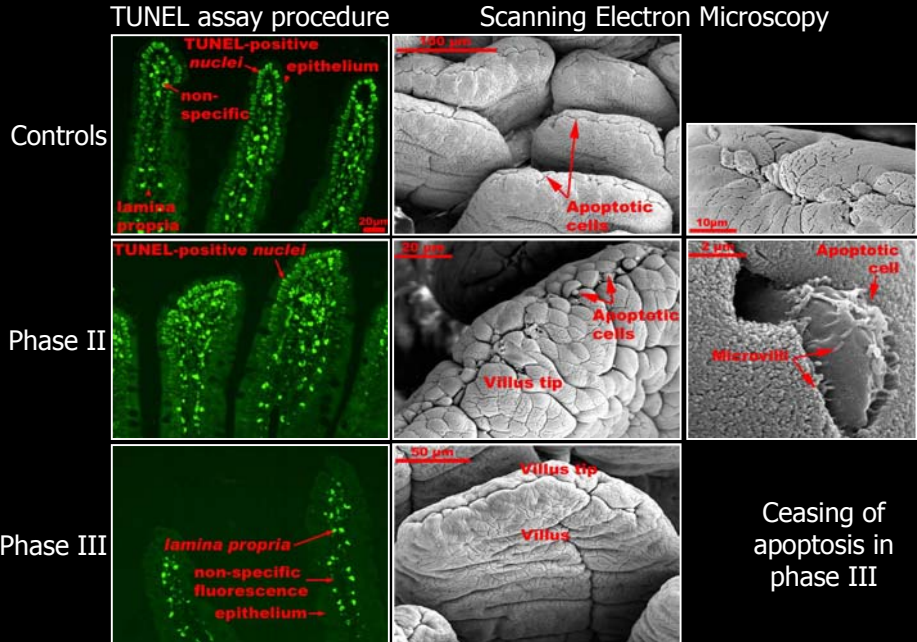 TUNEL assay procedure
Scanning Electron Microscopy
Controls
TUNEL-positive
nuclei
epithelium
non-
specific
lamina
propria
20µm
100 µm
Apoptotic
cells
10µm
Phase II
TUNEL-positive nuclei
20 µm
Apoptotic
cells
Villus tip
2 µm
Apoptotic
cell
Microvilli
Phase III
lamina propria
non-specific
fluorescence
epithelium
50 µm
Villus tip
Villus
Ceasing of
apoptosis in
phase III